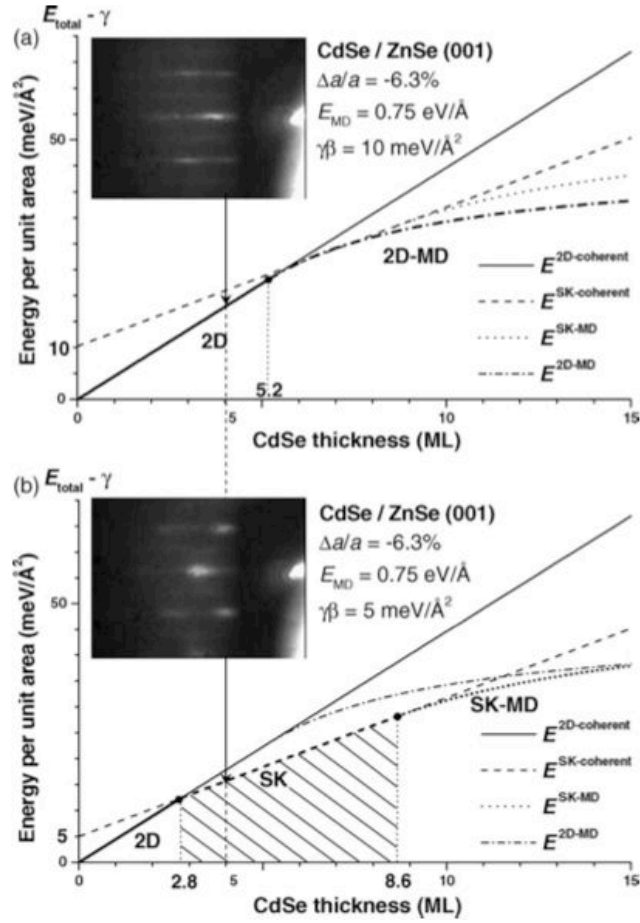 E total - γ
(a)
CdSe / ZnSe (001)
Δa/a = -6.3%
E MD = 0.75 eV/Å
γβ = 10 meV/Å²
Energy per unit area (meV/Å²)
50
10
0
2D
2D-MD
E 2D-coherent
E SK-coherent
E SK-MD
E 2D-MD
5.2
0 5 10 15
CdSe thickness (ML)
E total - γ
(b)
CdSe / ZnSe (001)
Δa/a = -6.3%
E MD = 0.75 eV/Å
γβ = 5 meV/Å²
Energy per unit area (meV/Å²)
50
5
0
2D
SK
SK-MD
E 2D-coherent
E SK-coherent
E SK-MD
E 2D-MD
0 2.8 5 8.6 10 15
CdSe thickness (ML)